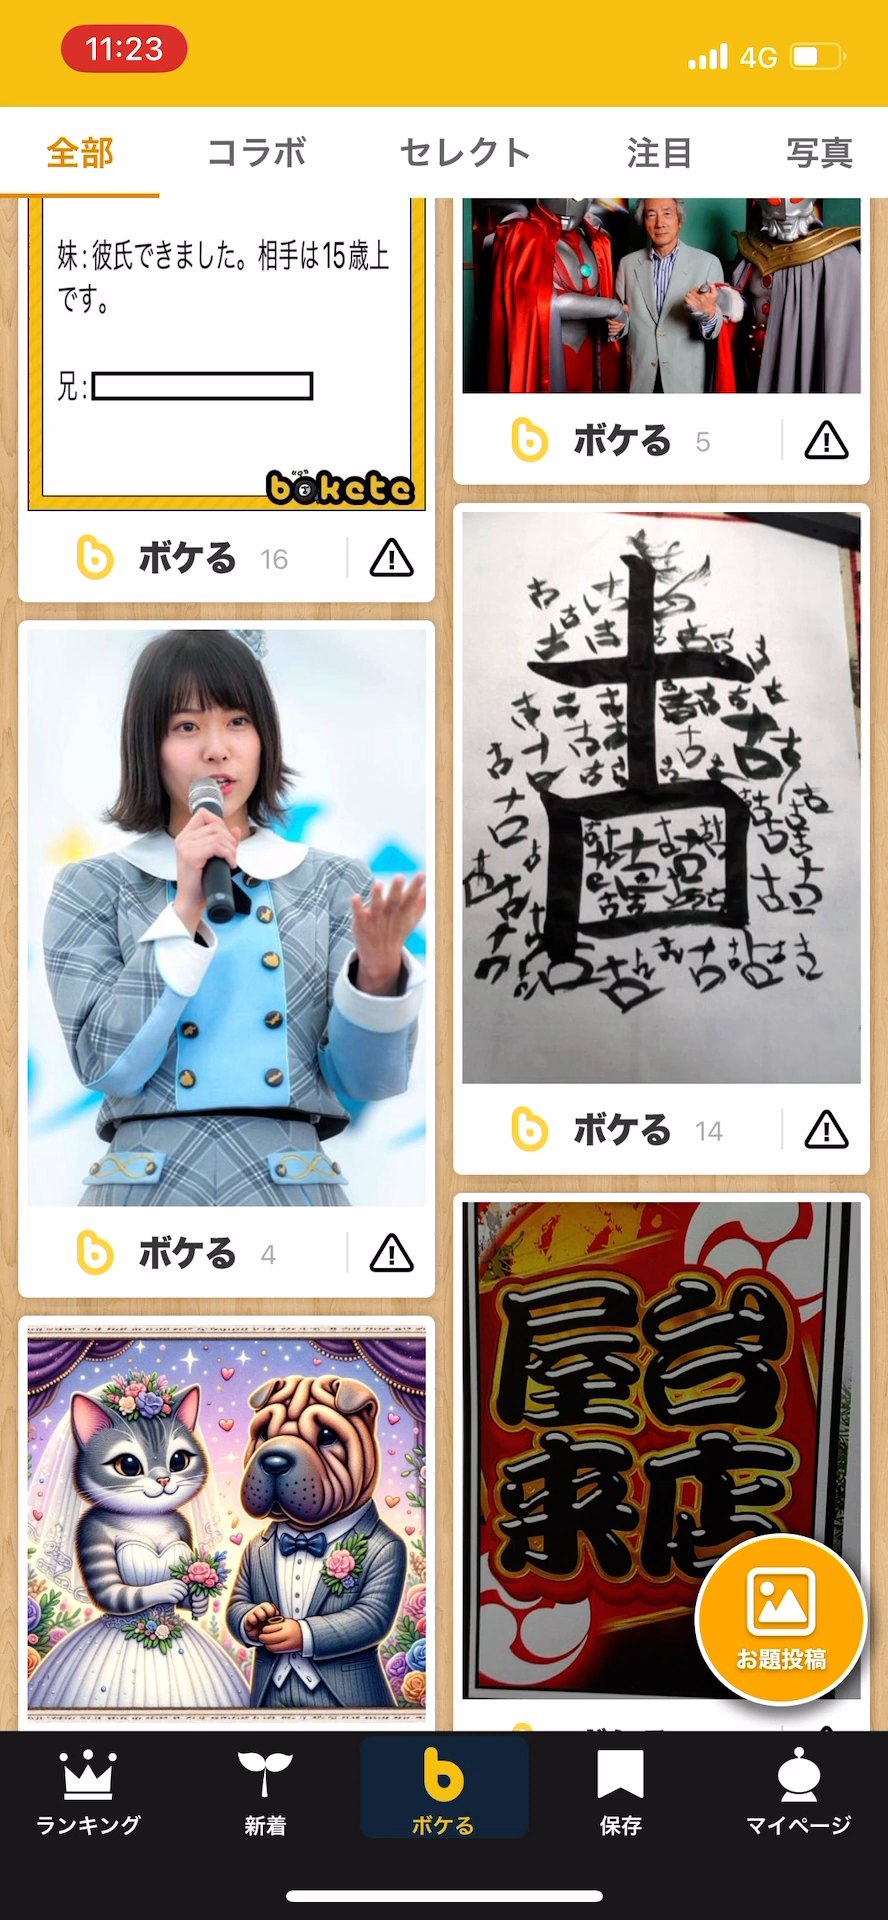 11:23
4G
全部
コラボ
セレクト
注目
写真
妹:彼氏できました。相手は15歳上
です。
兄:
bokete
ボケる 16
ボケる 5
古
ボケる 14
ボケる 4
屋台
来店
お題投稿
ランキング
新着
ボケる
保存
マイページ